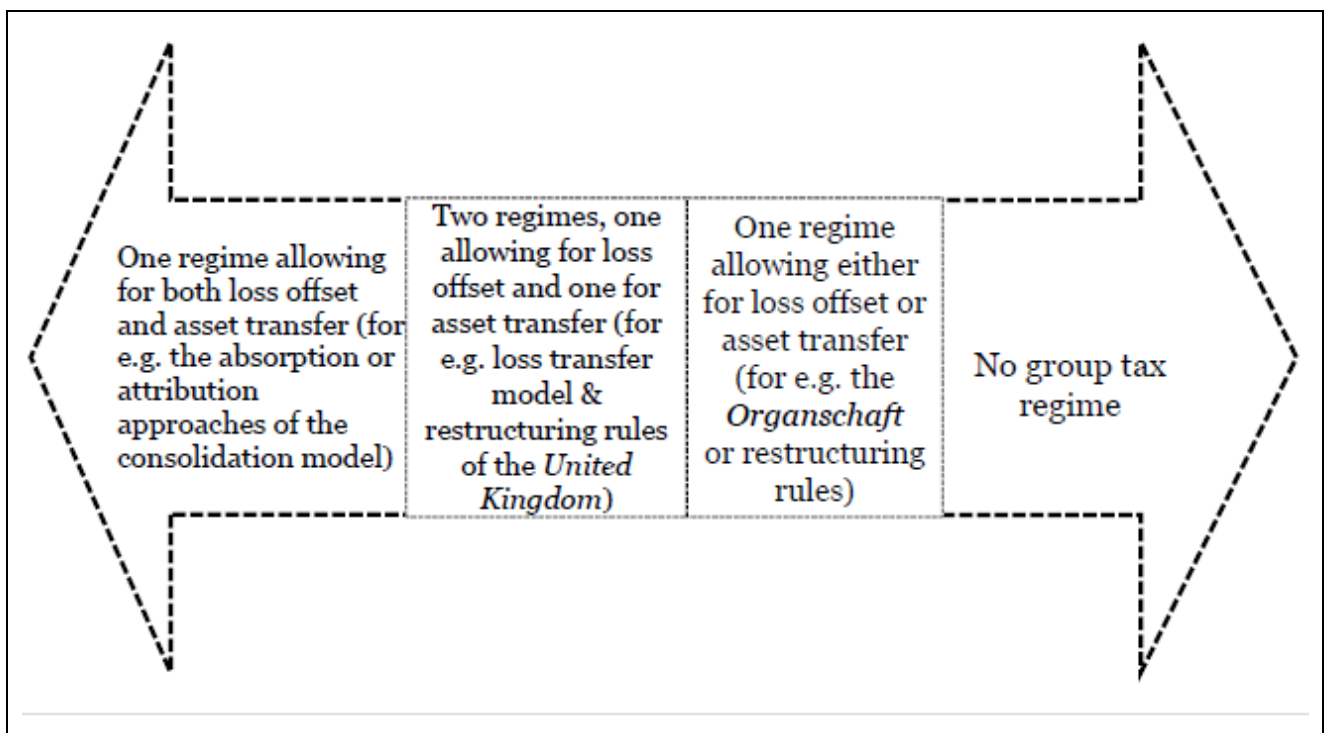 One regime allowing
for both loss offset
and asset transfer (for
e.g. the absorption or
attribution
approaches of the
consolidation model)
Two regimes, one
allowing for loss
offset and one for
asset transfer (for
e.g. loss transfer
model &
restructuring rules
of the United
Kingdom)
One regime
allowing either
for loss offset or
asset transfer
(for e.g. the
Organschaft
or restructuring
rules)
No group tax
regime